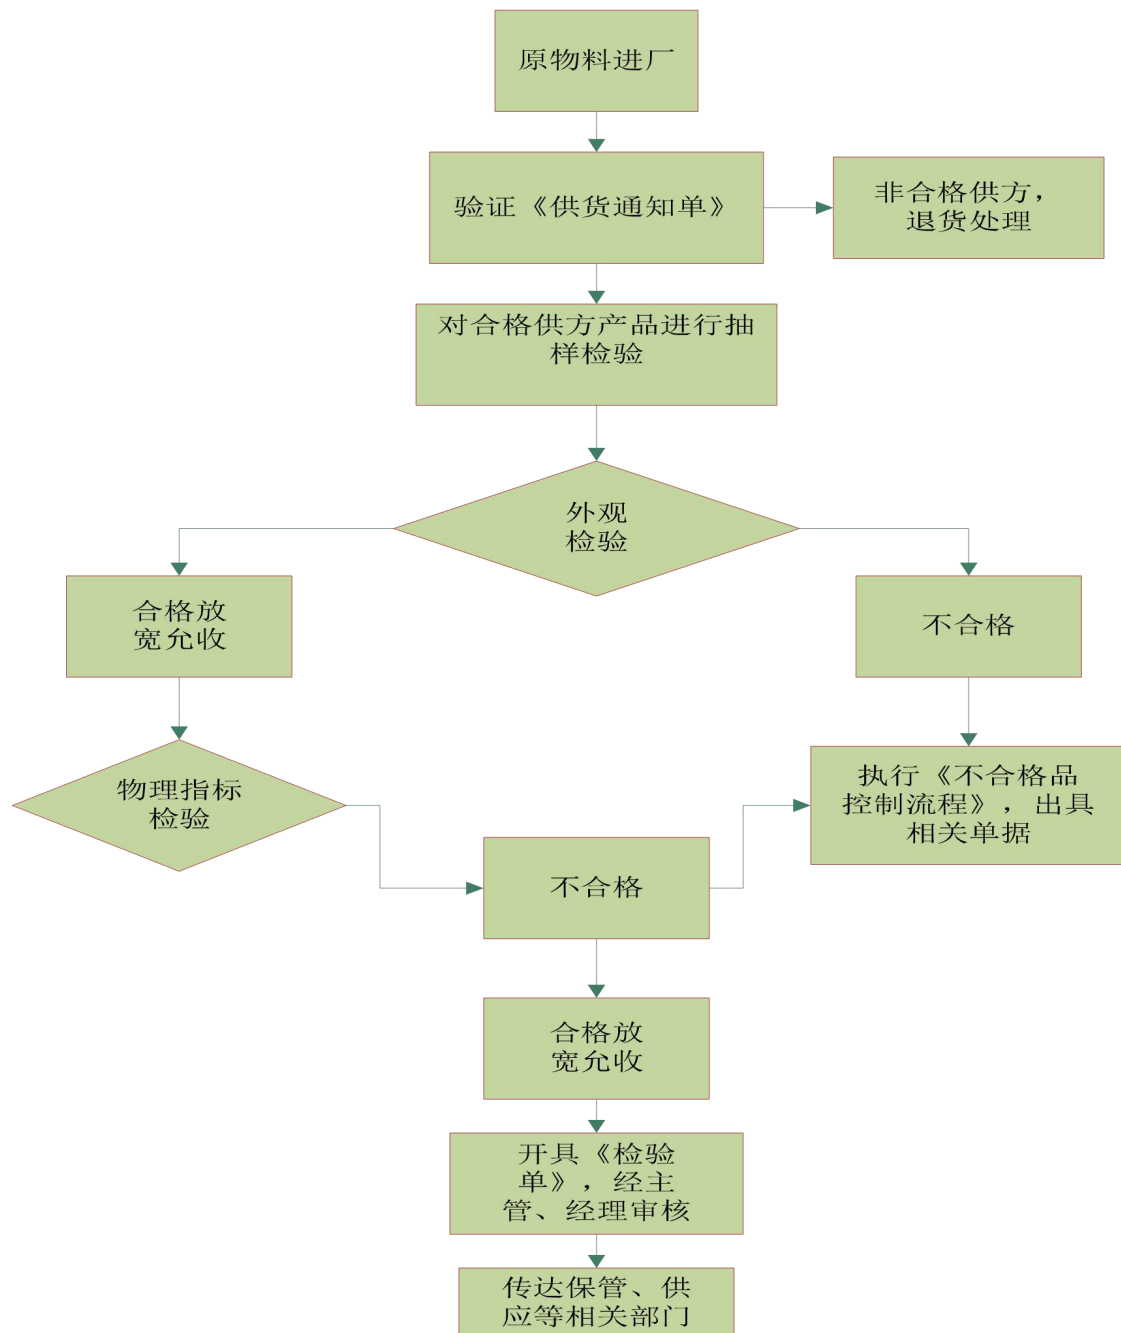 原物料进厂
验证《供货通知单》
非合格供方，
退货处理
对合格供方产品进行抽
样检验
外观
检验
合格放
宽允收
不合格
物理指标
检验
执行《不合格品
控制流程》，出具
相关单据
不合格
合格放
宽允收
开具《检验
单》，经主
管、经理审核
传达保管、供
应等相关部门